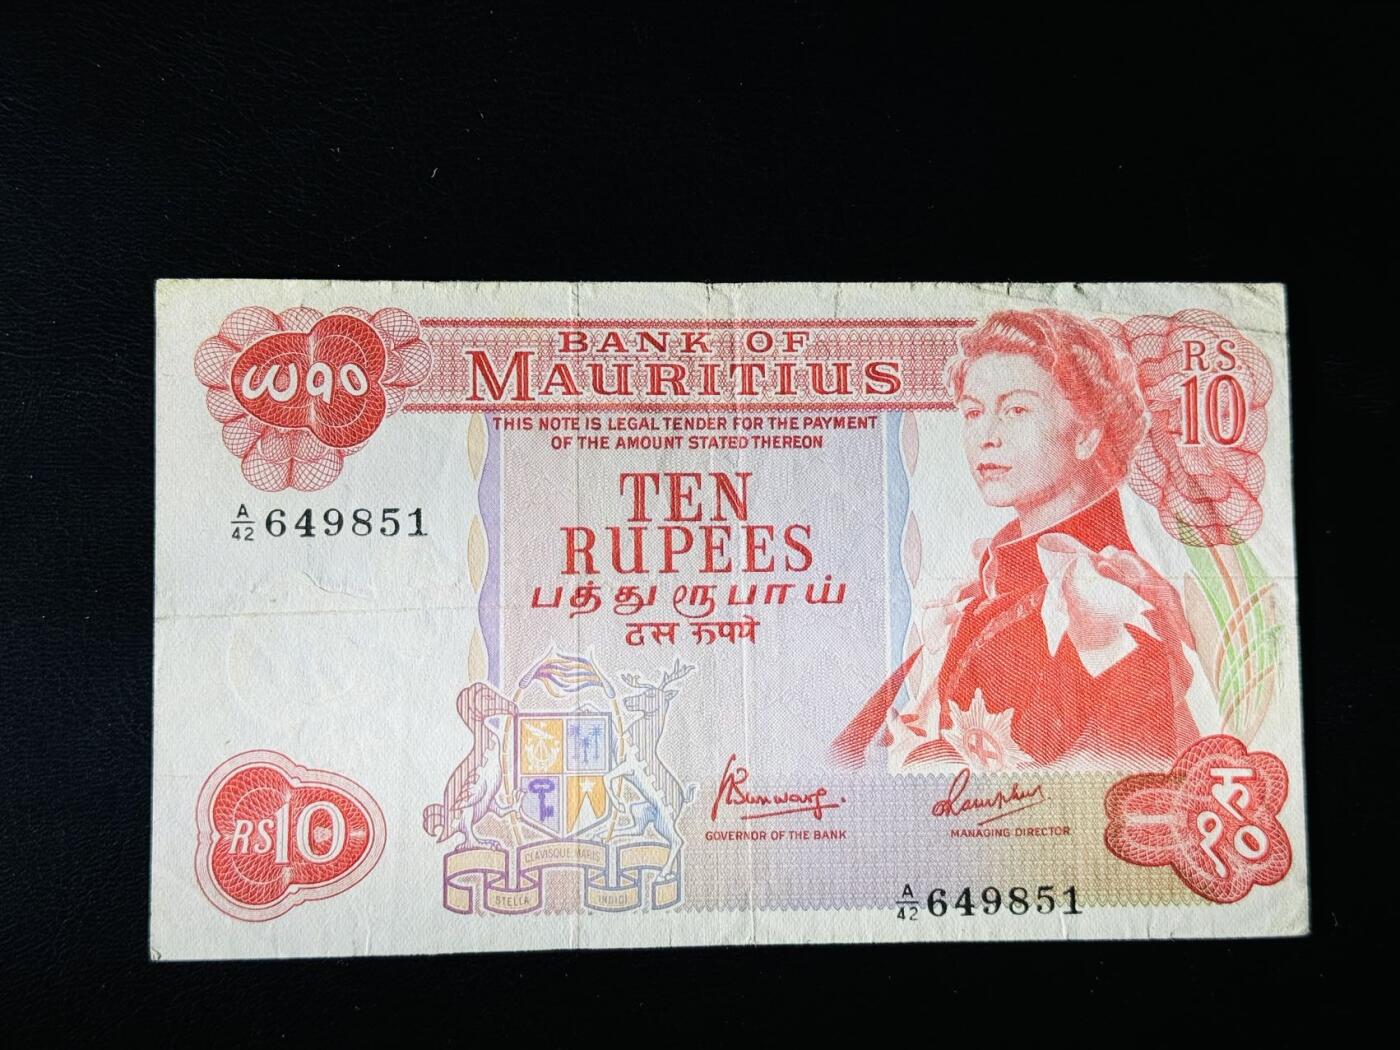 BANK OF
MAURITIUS
RS.
10
THIS NOTE IS LEGAL TENDER FOR THE PAYMENT
OF THE AMOUNT STATED THEREON
TEN
RUPEES
பத்து ரூபாய்
दस रुपये
A/42 649851
RS 10
CLAVISQUE MARIS
STELLA INDICI
GOVERNOR OF THE BANK
MANAGING DIRECTOR
रु
१०
A/42 649851